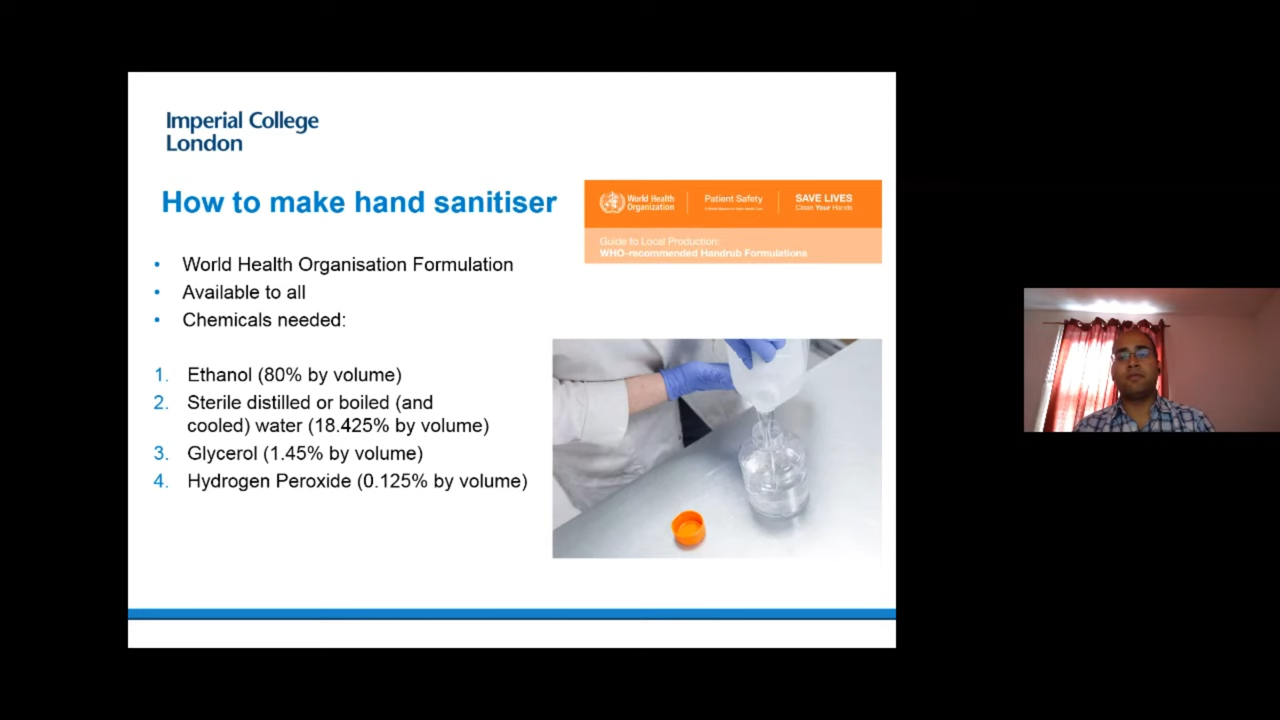 Imperial College
London
How to make hand sanitiser
World Health Organization
Patient Safety
SAVE LIVES
Clean Your Hands
Guide to Local Production:
WHO-recommended Handrub Formulations
• World Health Organisation Formulation
• Available to all
• Chemicals needed:
1. Ethanol (80% by volume)
2. Sterile distilled or boiled (and
cooled) water (18.425% by volume)
3. Glycerol (1.45% by volume)
4. Hydrogen Peroxide (0.125% by volume)